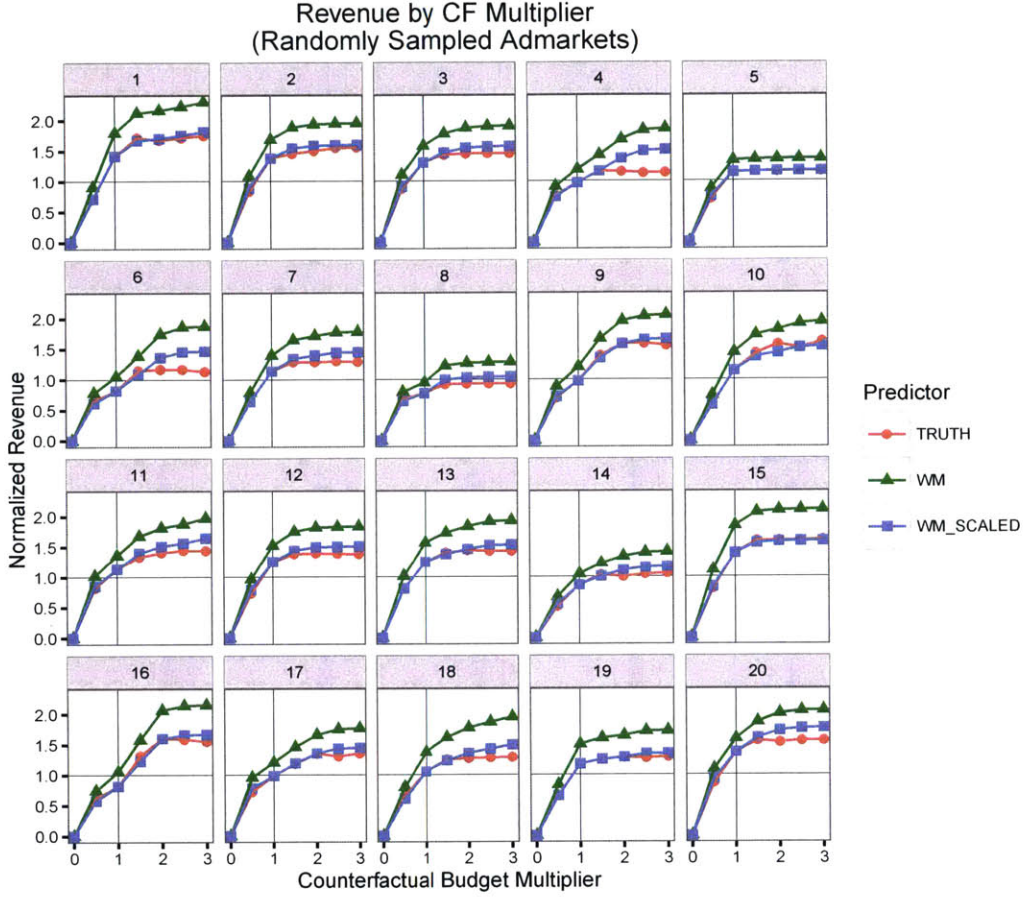 Revenue by CF Multiplier
(Randomly Sampled Admarkets)
1 2 3 4 5
2.0
1.5
1.0
0.5
0.0
6 7 8 9 10
2.0
1.5
1.0
0.5
0.0
11 12 13 14 15
2.0
1.5
1.0
0.5
0.0
16 17 18 19 20
2.0
1.5
1.0
0.5
0.0
0 1 2 3 0 1 2 3 0 1 2 3 0 1 2 3 0 1 2 3
Counterfactual Budget Multiplier
Normalized Revenue
Predictor
TRUTH
WM
WM_SCALED